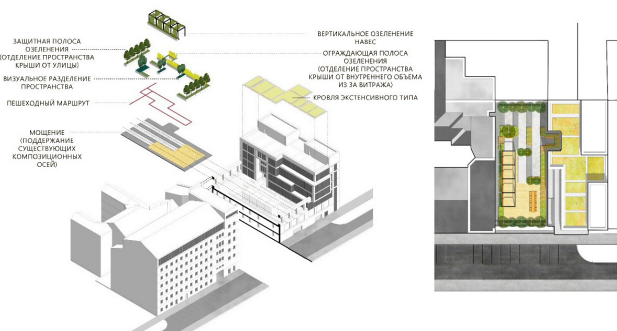 ЗАЩИТНАЯ ПОЛОСА
ОЗЕЛЕНЕНИЯ
(ОТДЕЛЕНИЕ ПРОСТРАНСТВА
КРЫШИ ОТ УЛИЦЫ)
ВИЗУАЛЬНОЕ РАЗДЕЛЕНИЕ
ПРОСТРАНСТВА
ПЕШЕХОДНЫЙ МАРШРУТ
МОЩЕНИЕ
(ПОДДЕРЖАНИЕ
СУЩЕСТВУЮЩИХ
КОМПОЗИЦИОННЫХ
ОСЕЙ)
ВЕРТИКАЛЬНОЕ ОЗЕЛЕНЕНИЕ
НАВЕС
ОГРАЖДАЮЩАЯ ПОЛОСА
ОЗЕЛЕНЕНИЯ
(ОТДЕЛЕНИЕ ПРОСТРАНСТВА
КРЫШИ ОТ ВНУТРЕННЕГО ОБЪЕМА
ИЗ ЗА ВИТРАЖА)
КРОВЛЯ ЭКСТЕНСИВНОГО ТИПА